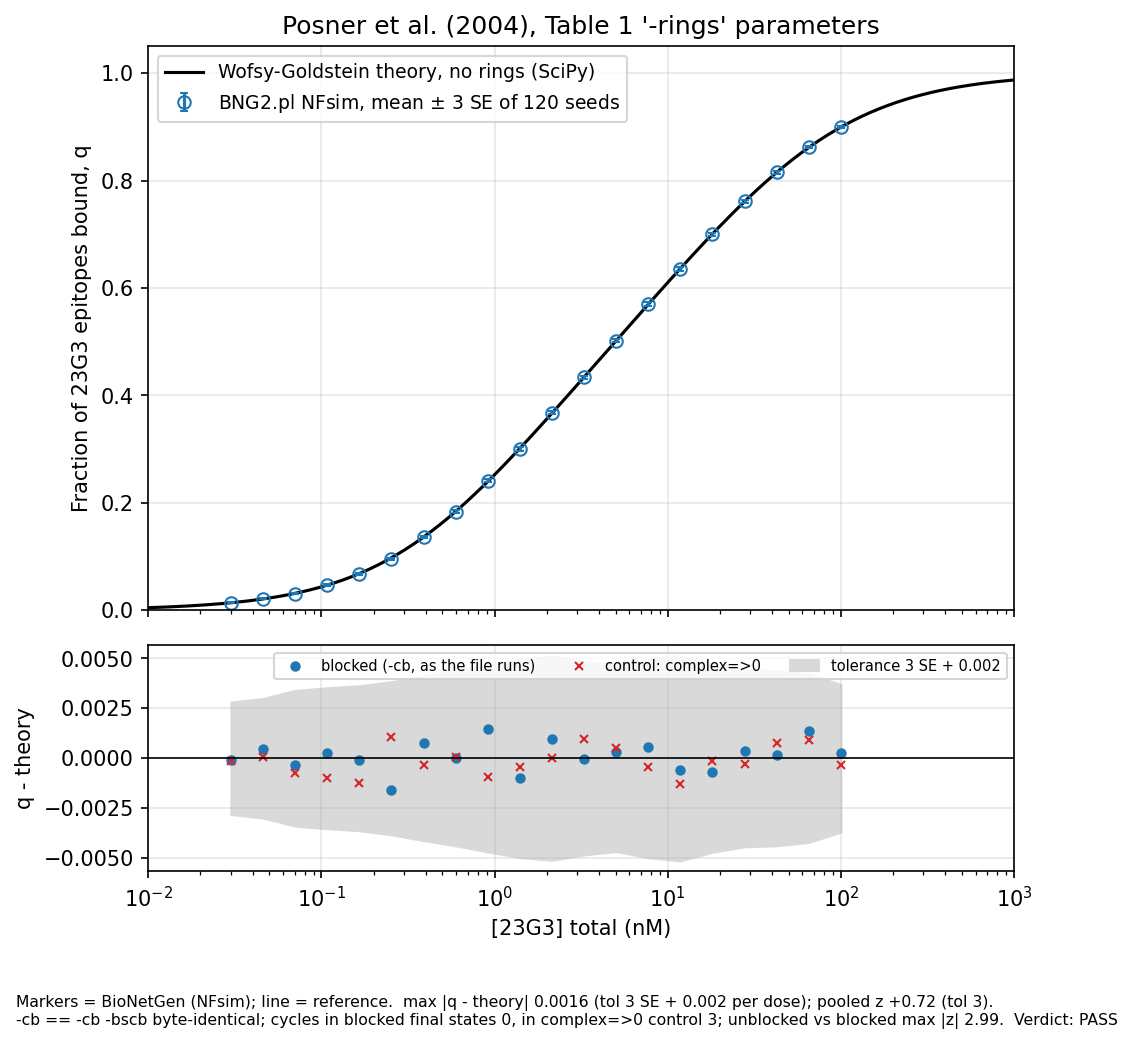 Posner et al. (2004), Table 1 '-rings' parameters
Wofsy-Goldstein theory, no rings (SciPy)
BNG2.pl NFsim, mean ± 3 SE of 120 seeds
Fraction of 23G3 epitopes bound, q
1.0
0.8
0.6
0.4
0.2
0.0
blocked (-cb, as the file runs)
control: complex=>0
tolerance 3 SE + 0.002
q - theory
0.0050
0.0025
0.0000
−0.0025
−0.0050
10⁻² 10⁻¹ 10⁰ 10¹ 10² 10³
[23G3] total (nM)
Markers = BioNetGen (NFsim); line = reference.  max |q - theory| 0.0016 (tol 3 SE + 0.002 per dose); pooled z +0.72 (tol 3).
-cb == -cb -bscb byte-identical; cycles in blocked final states 0, in complex=>0 control 3; unblocked vs blocked max |z| 2.99.  Verdict: PASS